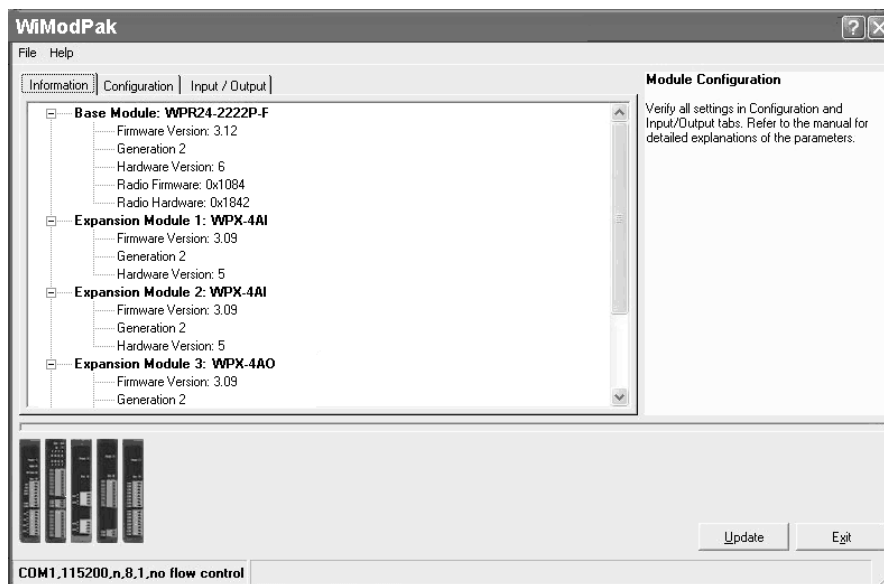 WiModPak
File Help
Information Configuration Input / Output
Base Module: WPR24-2222P-F
Firmware Version: 3.12
Generation 2
Hardware Version: 6
Radio Firmware: 0x1084
Radio Hardware: 0x1842
Expansion Module 1: WPX-4AI
Firmware Version: 3.09
Generation 2
Hardware Version: 5
Expansion Module 2: WPX-4AI
Firmware Version: 3.09
Generation 2
Hardware Version: 5
Expansion Module 3: WPX-4AO
Firmware Version: 3.09
Generation 2
Module Configuration
Verify all settings in Configuration and
Input/Output tabs. Refer to the manual for
detailed explanations of the parameters.
Update Exit
COM1,115200,n,8,1,no flow control